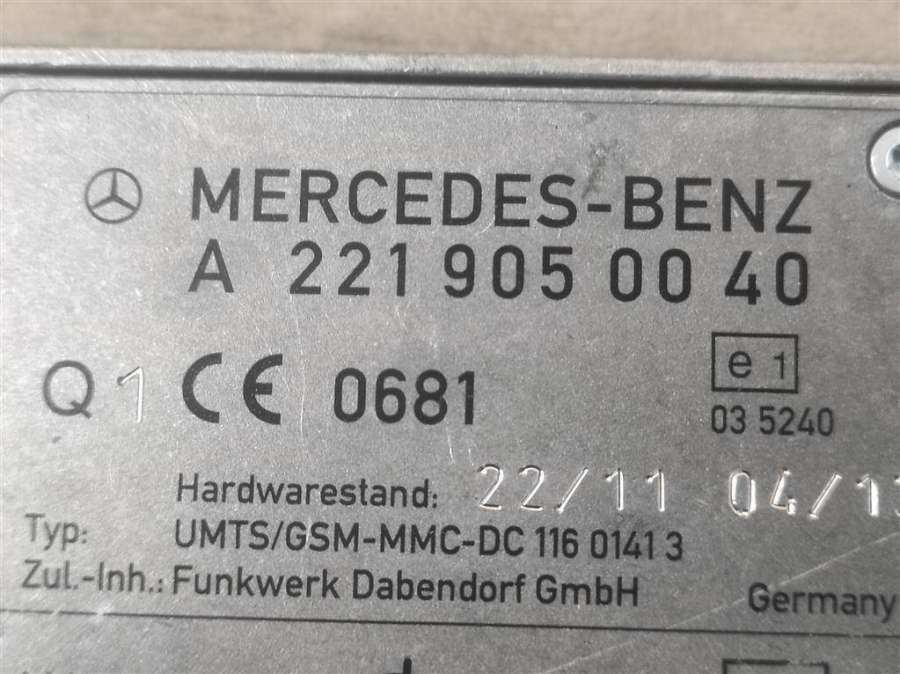 MERCEDES-BENZ
A 221 905 00 40
Q 1 CE 0681 e 1
03 5240
Hardwarestand: 22/11 04/1
Typ: UMTS/GSM-MMC-DC 116 0141 3
Zul.-Inh.: Funkwerk Dabendorf GmbH Germany